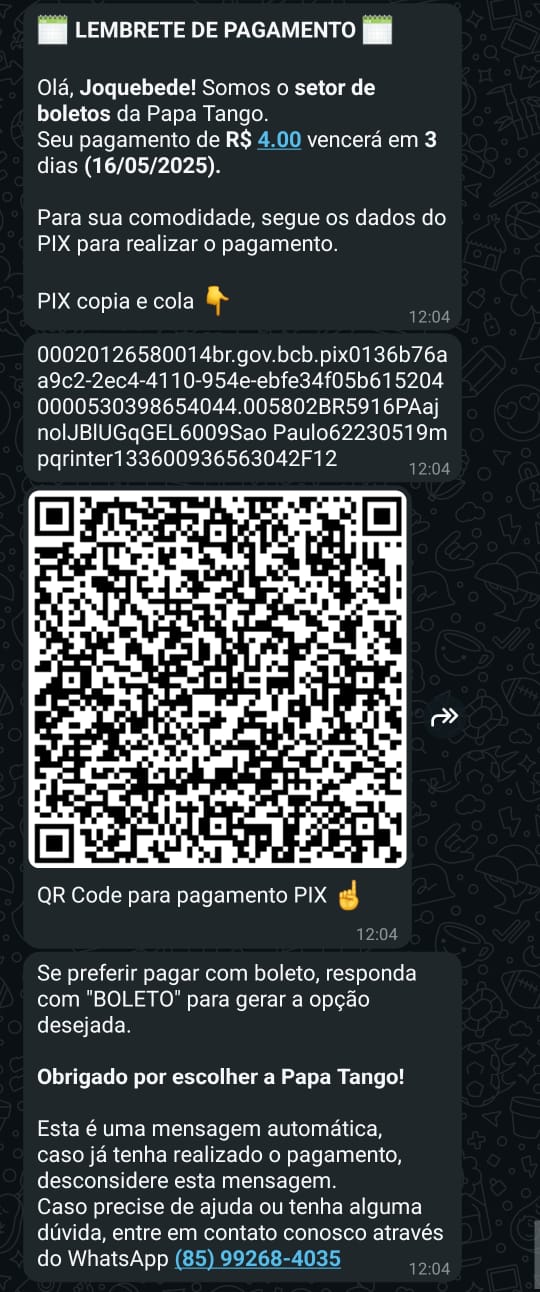 LEMBRETE DE PAGAMENTO
Olá, Joquebede! Somos o setor de
boletos da Papa Tango.
Seu pagamento de R$ 4.00 vencerá em 3
dias (16/05/2025).
Para sua comodidade, segue os dados do
PIX para realizar o pagamento.
PIX copia e cola 👇
12:04
00020126580014br.gov.bcb.pix0136b76a
a9c2-2ec4-4110-954e-ebfe34f05b615204
0000530398654044.005802BR5916PAaj
nolJBlUGqGEL6009Sao Paulo62230519m
pqrinter133600936563042F12
12:04
QR Code para pagamento PIX ☝
12:04
Se preferir pagar com boleto, responda
com "BOLETO" para gerar a opção
desejada.
Obrigado por escolher a Papa Tango!
Esta é uma mensagem automática,
caso já tenha realizado o pagamento,
desconsidere esta mensagem.
Caso precise de ajuda ou tenha alguma
dúvida, entre em contato conosco através
do WhatsApp (85) 99268-4035
12:04